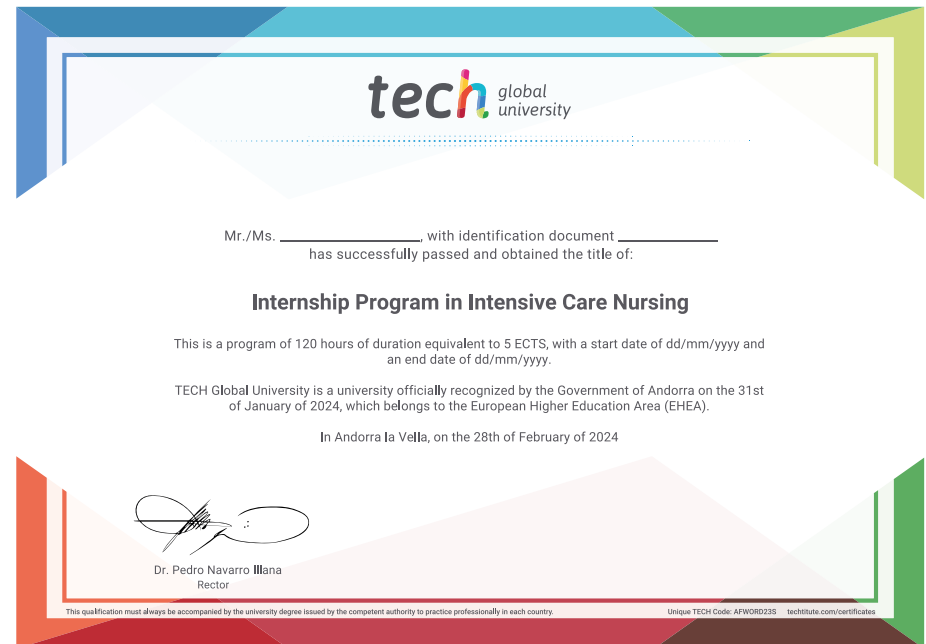 tech global
university
Mr./Ms. ____________, with identification document ____________
has successfully passed and obtained the title of:
Internship Program in Intensive Care Nursing
This is a program of 120 hours of duration equivalent to 5 ECTS, with a start date of dd/mm/yyyy and
an end date of dd/mm/yyyy.
TECH Global University is a university officially recognized by the Government of Andorra on the 31st
of January of 2024, which belongs to the European Higher Education Area (EHEA).
In Andorra la Vella, on the 28th of February of 2024
Dr. Pedro Navarro Illana
Rector
This qualification must always be accompanied by the university degree issued by the competent authority to practice professionally in each country.
Unique TECH Code: AFWORD23S techtitute.com/certificates